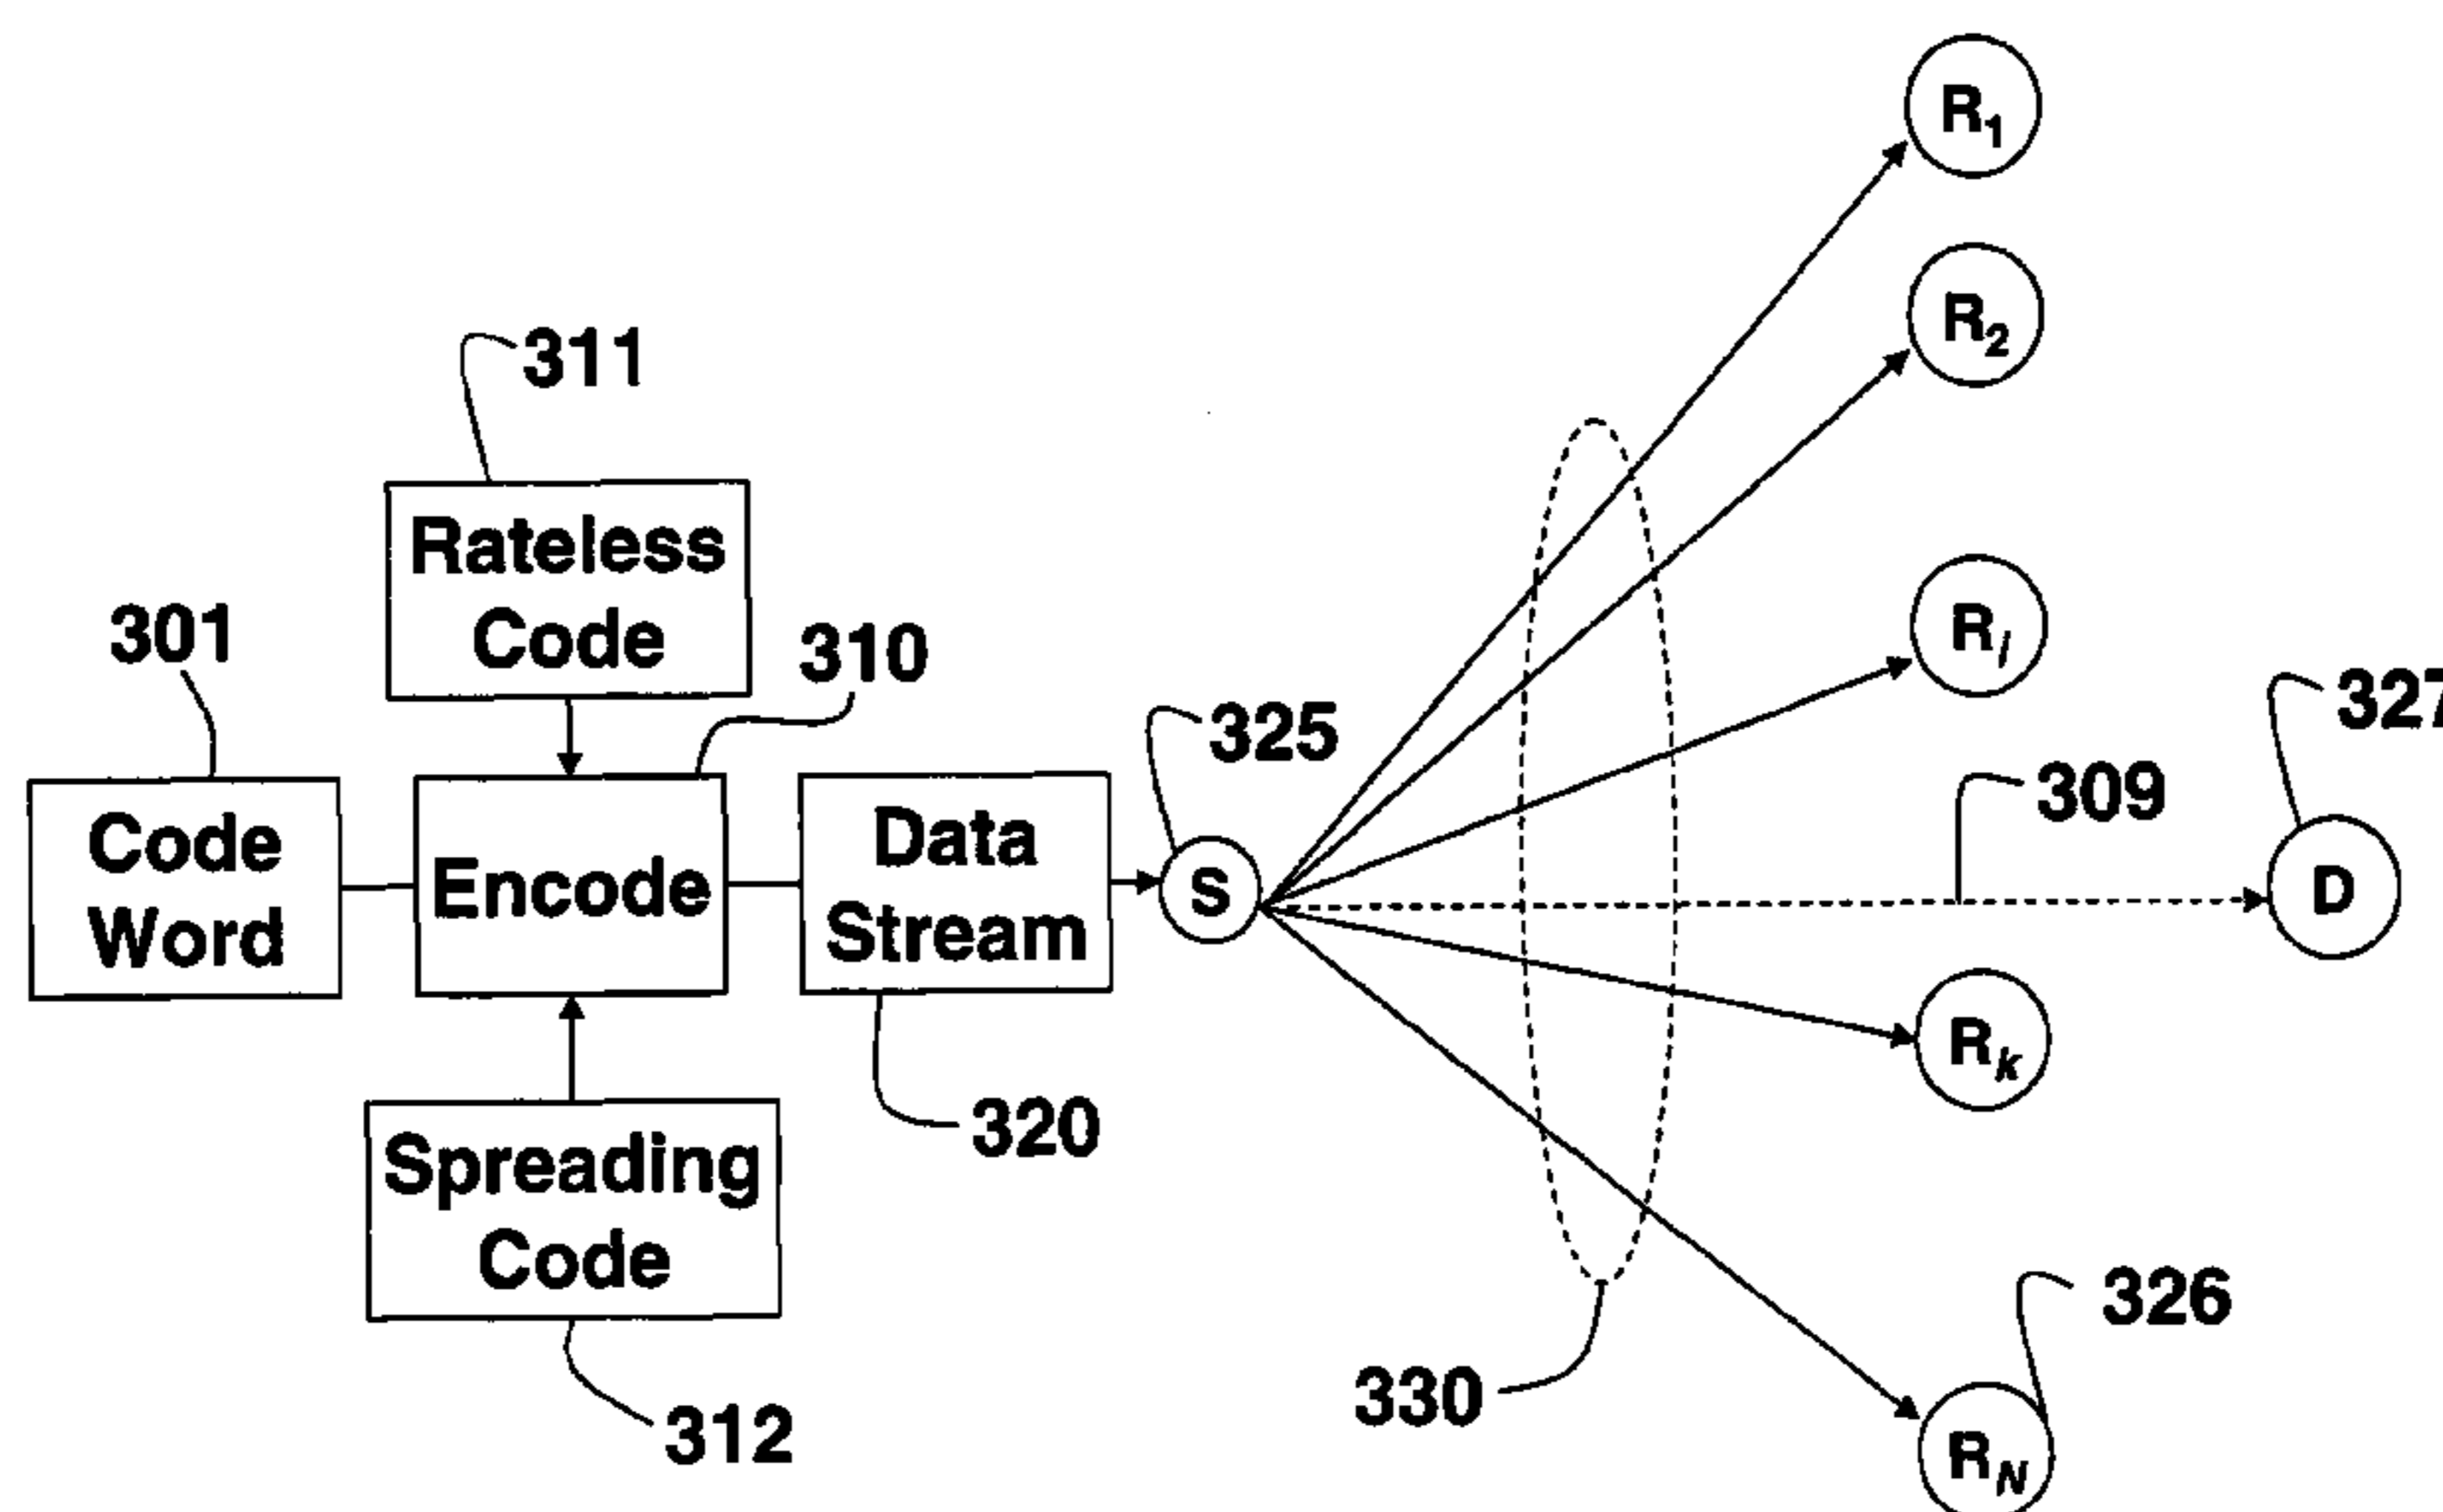 R1
R2
311
Rateless
Code
301
310
Rl
325
327
309
Code
Word
Encode
Data
Stream
S
D
Rk
320
Spreading
Code
326
330
312
RN